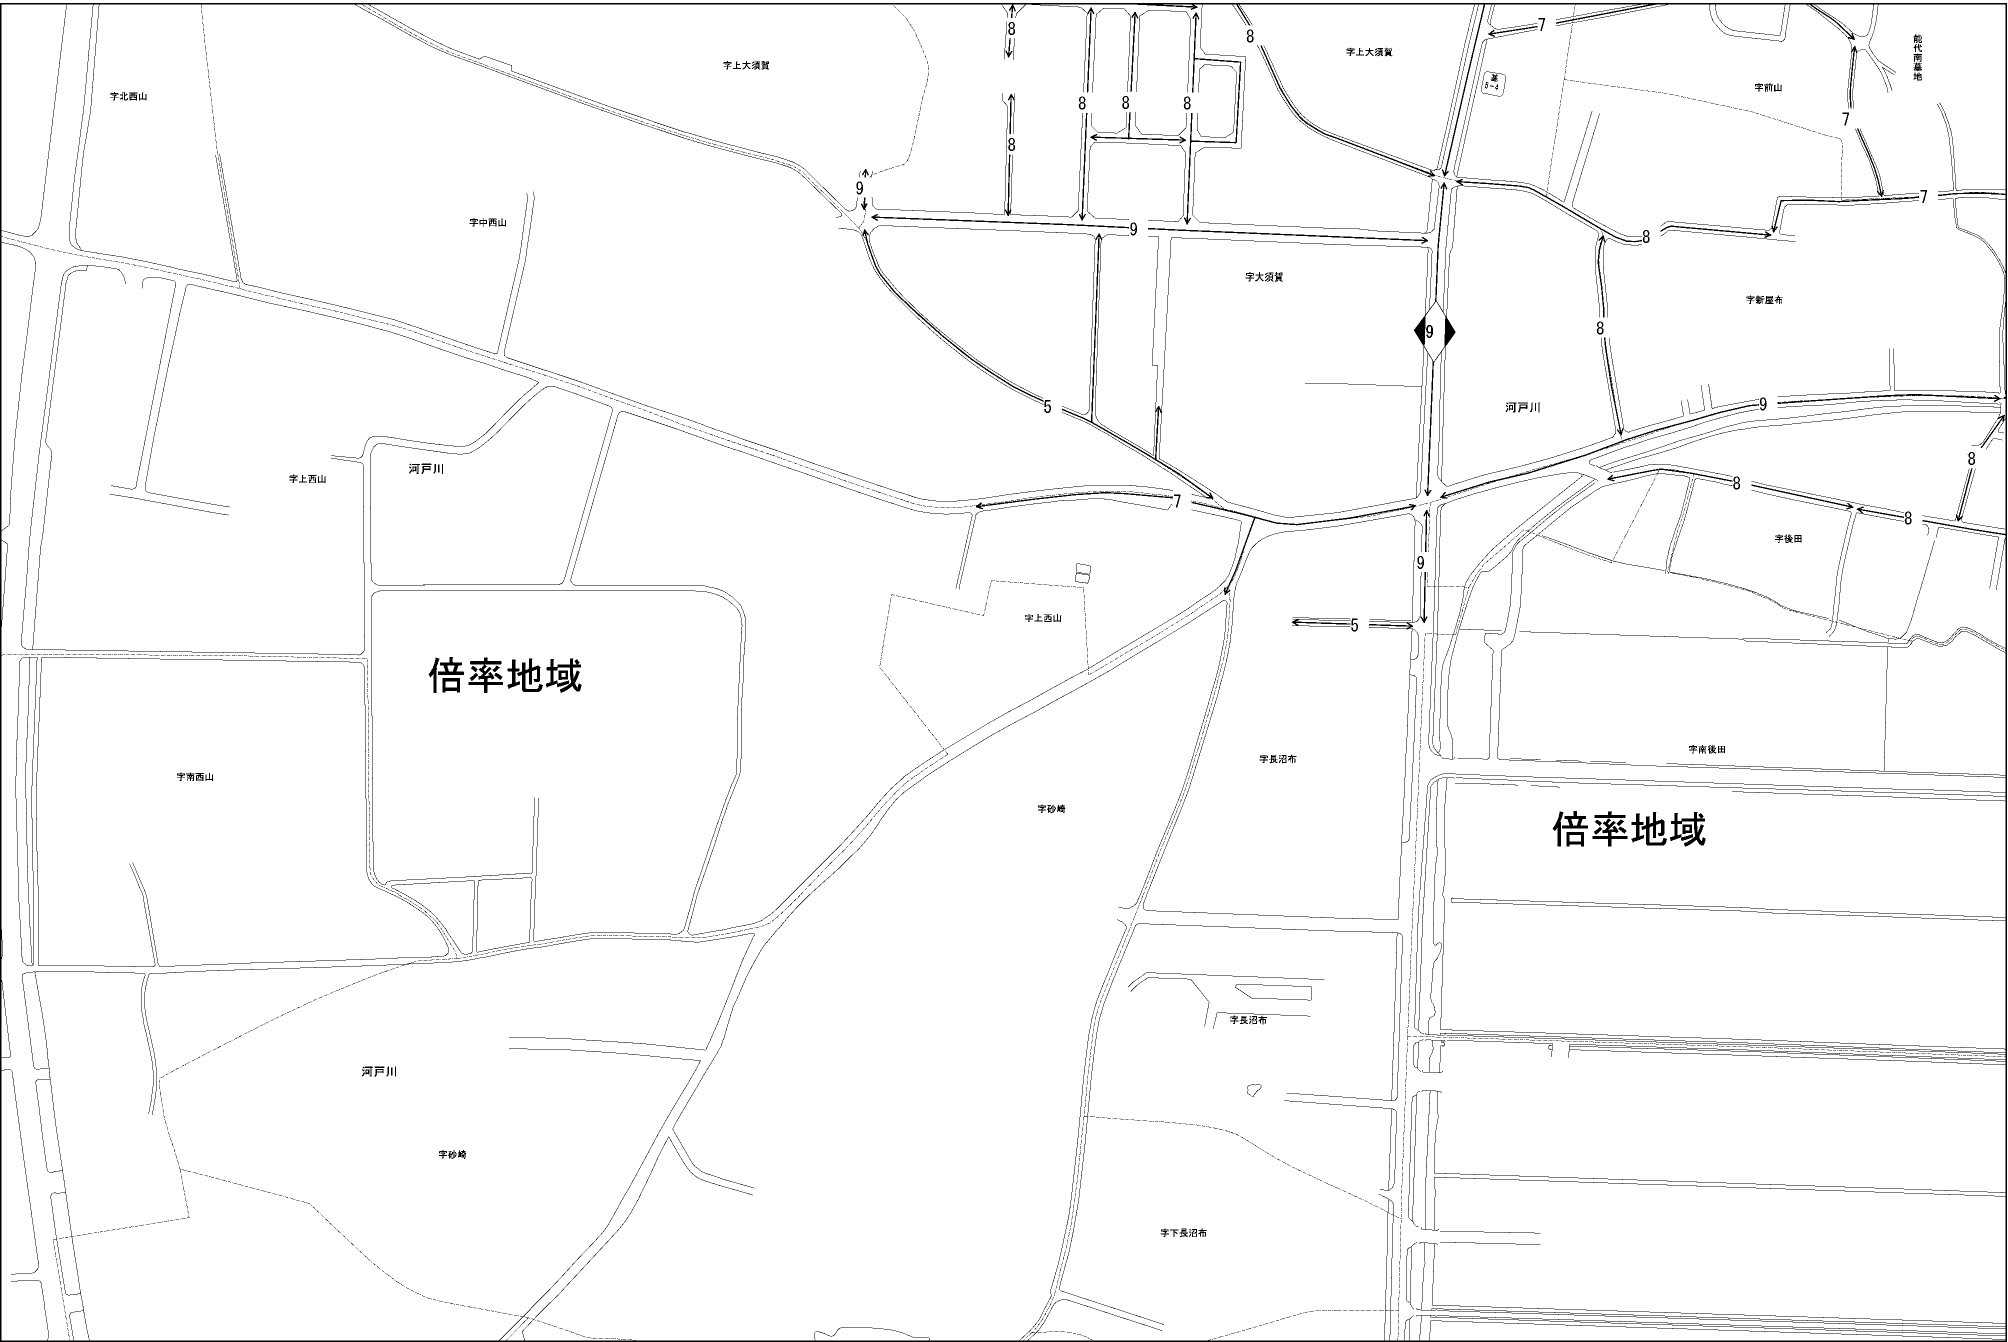 7
8
8
字上大須賀
能代南墓地
字上大須賀
基
5-4
字前山
字北西山
8
8
8
7
8
9
7
字中西山
9
8
字大須賀
字新屋布
9
8
5
河戸川
9
河戸川
8
字上西山
8
7
8
字後田
9
字上西山
5
倍率地域
字南後田
字長沼布
字南西山
字砂崎
倍率地域
字長沼布
河戸川
字砂崎
字下長沼布